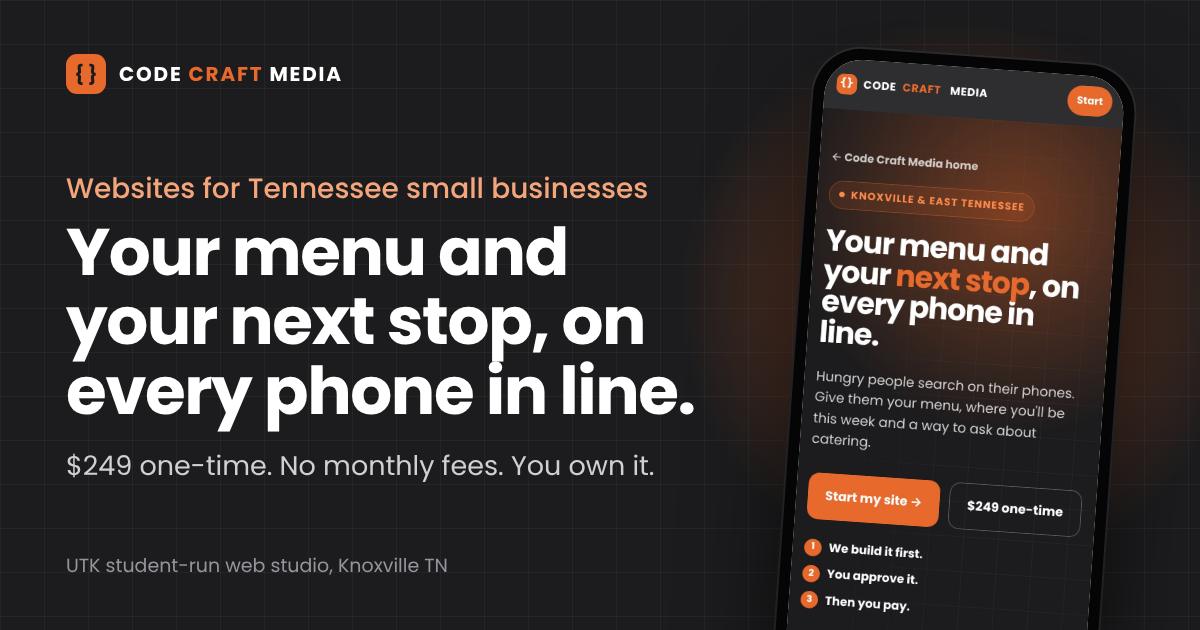 { } CODE CRAFT MEDIA
Websites for Tennessee small businesses
Your menu and
your next stop, on
every phone in line.
$249 one-time. No monthly fees. You own it.
UTK student-run web studio, Knoxville TN
{ } CODE CRAFT MEDIA
Start
← Code Craft Media home
• KNOXVILLE & EAST TENNESSEE
Your menu and
your next stop, on
every phone in
line.
Hungry people search on their phones.
Give them your menu, where you'll be
this week and a way to ask about
catering.
Start my site →
$249 one-time
1 We build it first.
2 You approve it.
3 Then you pay.